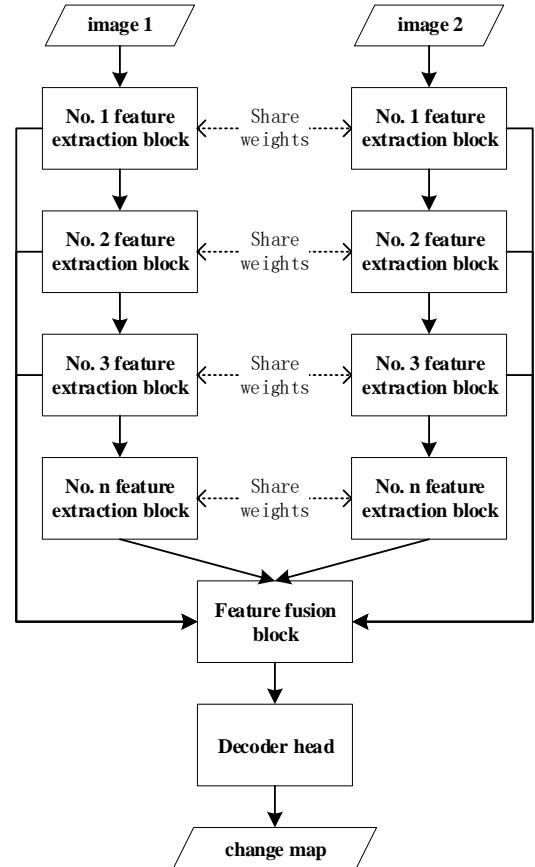 image 1
image 2
No. 1 feature
extraction block
Share
weights
No. 1 feature
extraction block
No. 2 feature
extraction block
Share
weights
No. 2 feature
extraction block
No. 3 feature
extraction block
Share
weights
No. 3 feature
extraction block
No. n feature
extraction block
Share
weights
No. n feature
extraction block
Feature fusion
block
Decoder head
change map